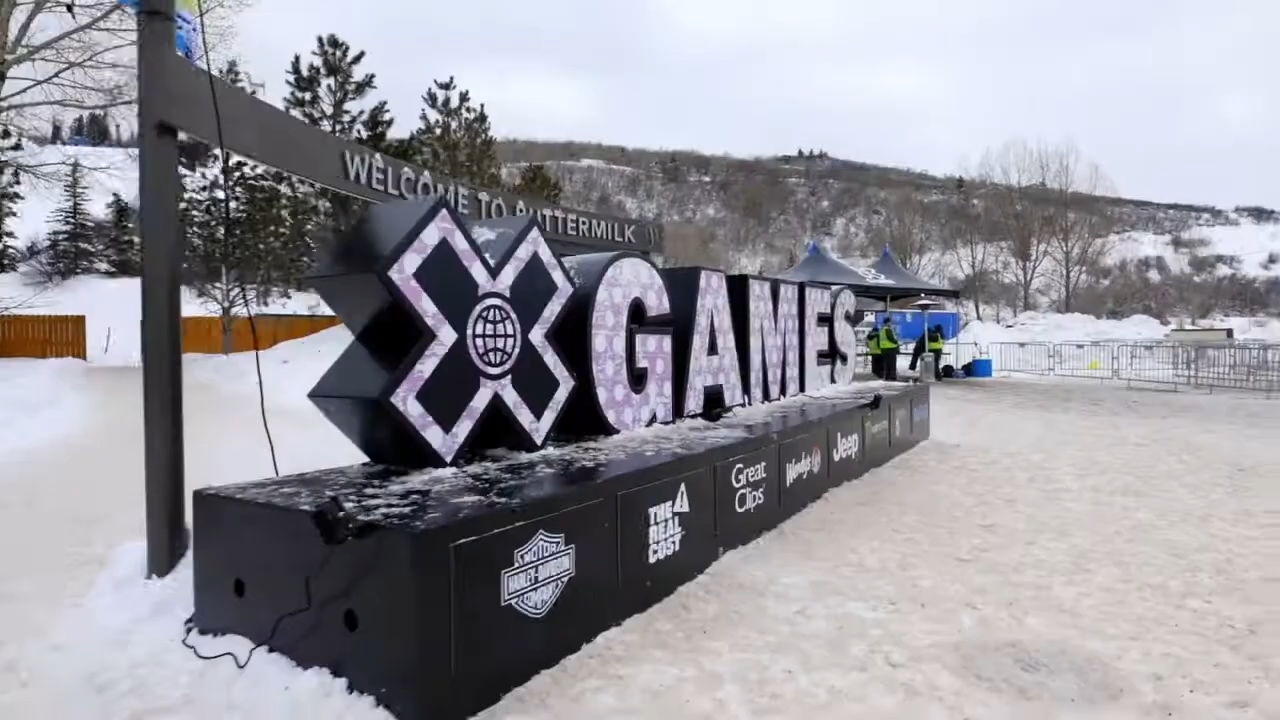 WELCOME TO BUTTERMILK
X GAMES
MOTOR
HARLEY-DAVIDSON
COMPANY
THE
REAL
COST
Great
Clips
Wendy's
Jeep